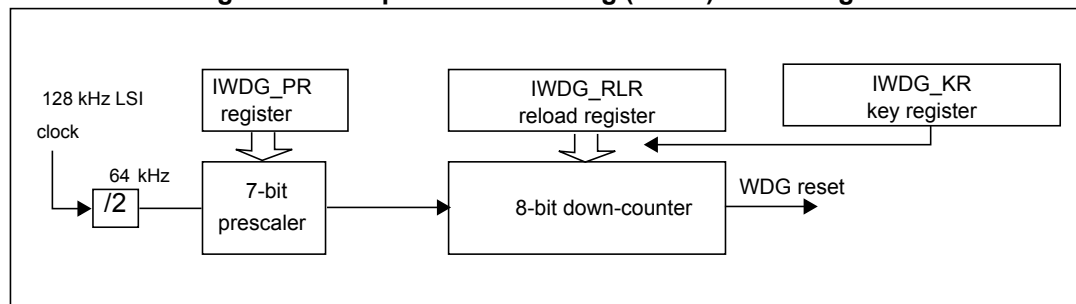 128 kHz LSI
clock
/2
64 kHz
IWDG_PR
register
7-bit
prescaler
IWDG_RLR
reload register
8-bit down-counter
IWDG_KR
key register
WDG reset